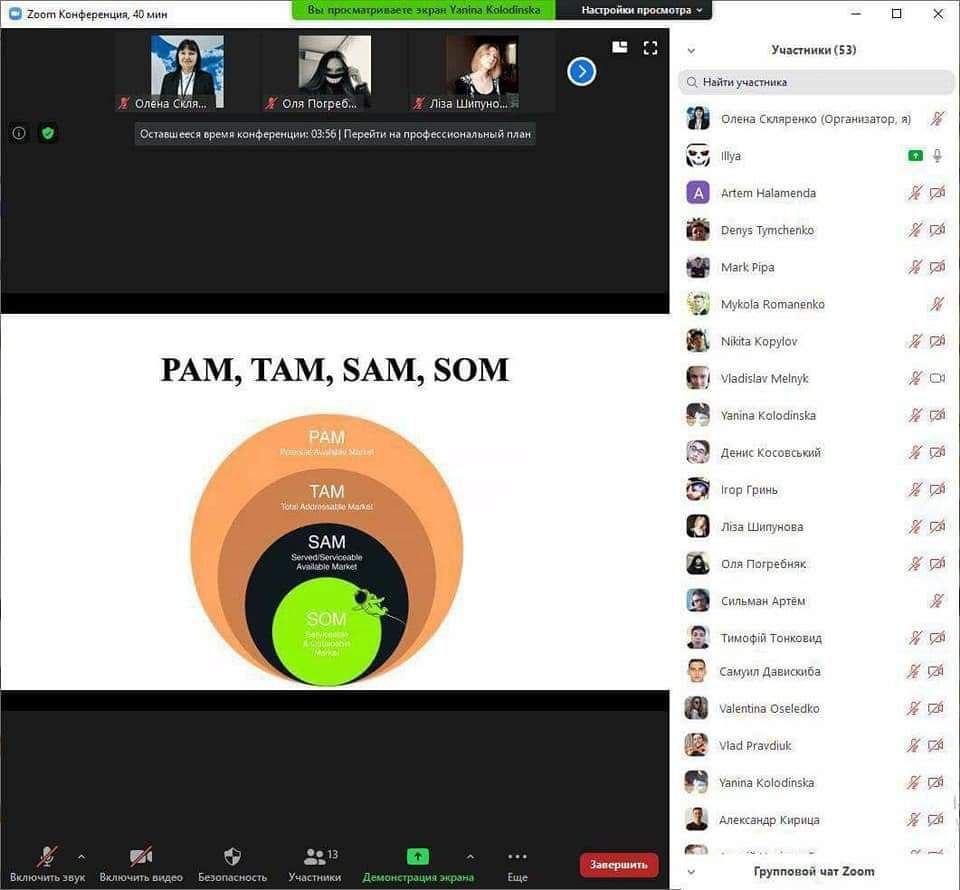 Zoom Конференция, 40 мин
Вы просматриваете экран Yanina Kolodinska
Настройки просмотра
Олена Скля...
Оля Погреб...
Ліза Шипуно...
Оставшееся время конференции: 03:56 | Перейти на профессиональный план
PAM, TAM, SAM, SOM
PAM
Potential Available Market
TAM
Total Addressable Market
SAM
Served/Serviceable
Available Market
SOM
Serviceable
& Obtainable
Market
Включить звук
Включить видео
Безопасность
13
Участники
Демонстрация экрана
Еще
Завершить
Участники (53)
Найти участника
Олена Скляренко (Организатор, я)
Illya
A
Artem Halamenda
Denys Tymchenko
Mark Pipa
Mykola Romanenko
Nikita Kopylov
Vladislav Melnyk
Yanina Kolodinska
Денис Косовський
Ігор Гринь
Ліза Шипунова
Оля Погребняк
Сильман Артём
Тимофій Тонковид
Самуил Давискиба
Valentina Oseledko
Vlad Pravdiuk
Yanina Kolodinska
Александр Кирица
Групповой чат Zoom